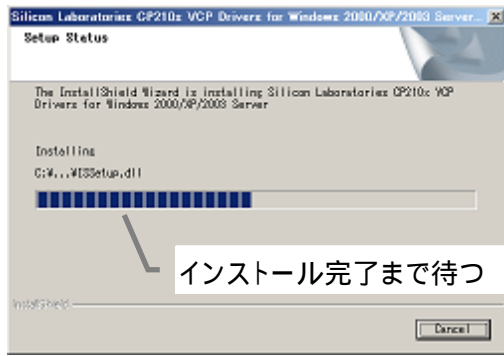 Silicon Laboratories CP210x VCP Drivers for Windows 2000/XP/2003 Server...
Setup Status
The InstallShield Wizard is installing Silicon Laboratories CP210x VCP
Drivers for Windows 2000/XP/2003 Server
Installing
C:¥...¥ISSetup.dll
インストール完了まで待つ
InstallShield
Cancel